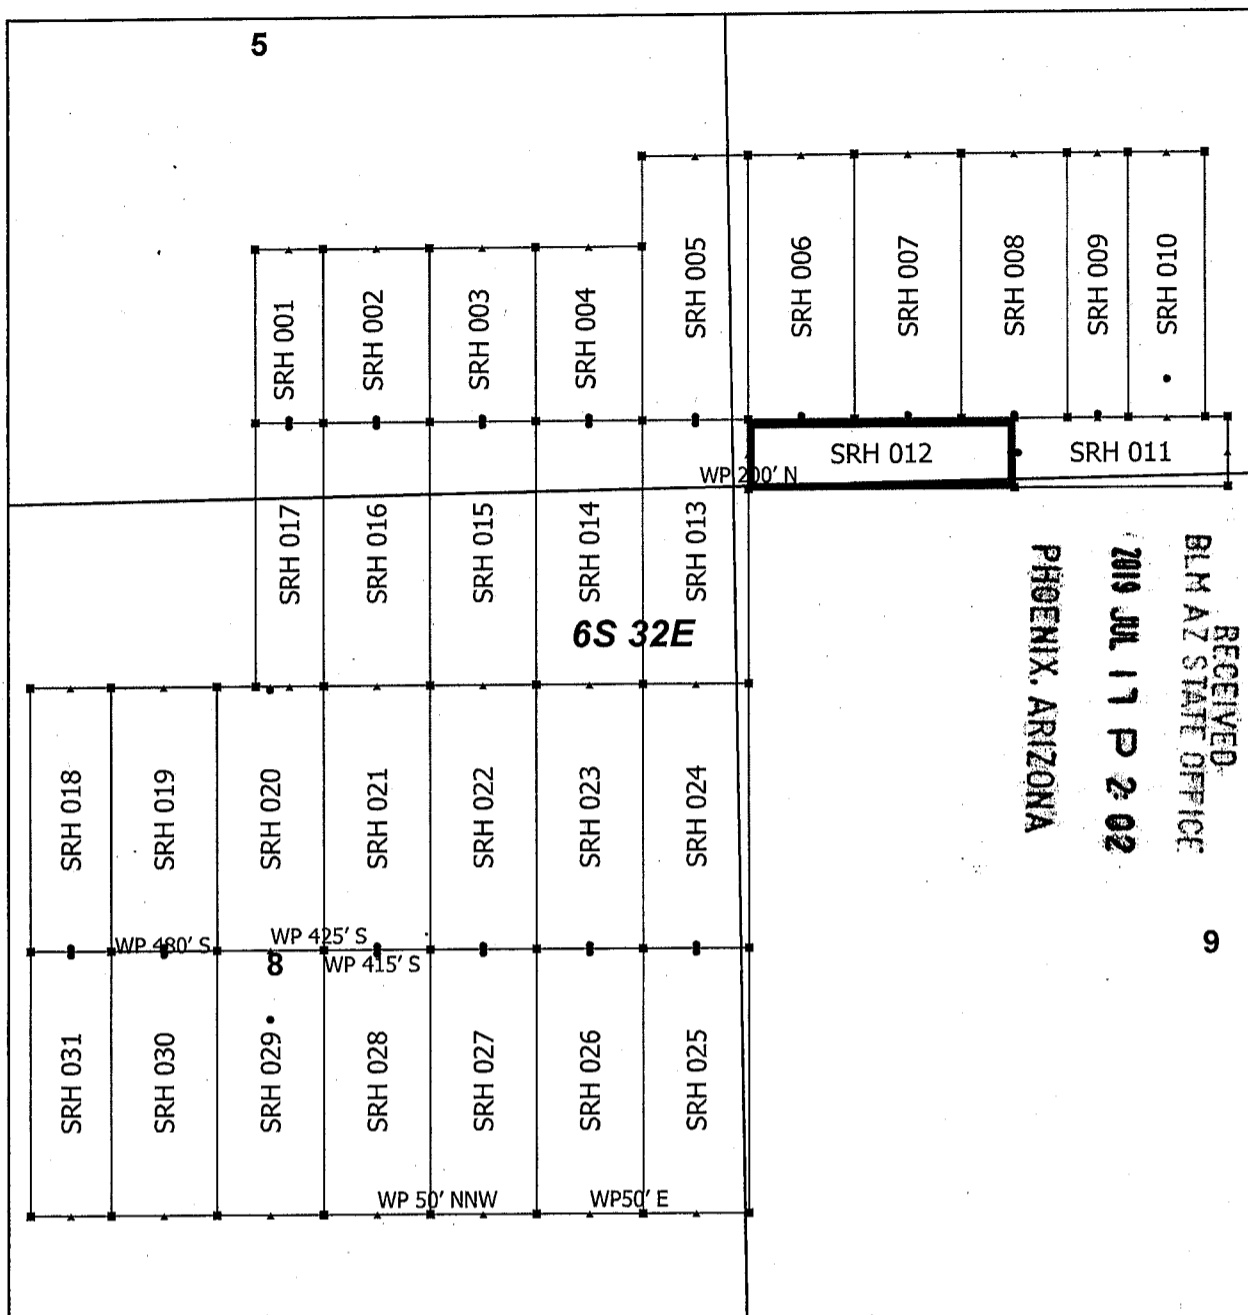 5
SRH 001
SRH 002
SRH 003
SRH 004
SRH 005
SRH 006
SRH 007
SRH 008
SRH 009
SRH 010
SRH 012
SRH 011
WP 200' N
SRH 017
SRH 016
SRH 015
SRH 014
SRH 013
6S 32E
RECEIVED
BLM AZ STATE OFFICE
2019 JUL 17 P 2:02
PHOENIX, ARIZONA
SRH 018
SRH 019
SRH 020
SRH 021
SRH 022
SRH 023
SRH 024
WP 480' S
WP 425' S
WP 415' S
8
9
SRH 031
SRH 030
SRH 029
SRH 028
SRH 027
SRH 026
SRH 025
WP 50' NNW
WP50' E